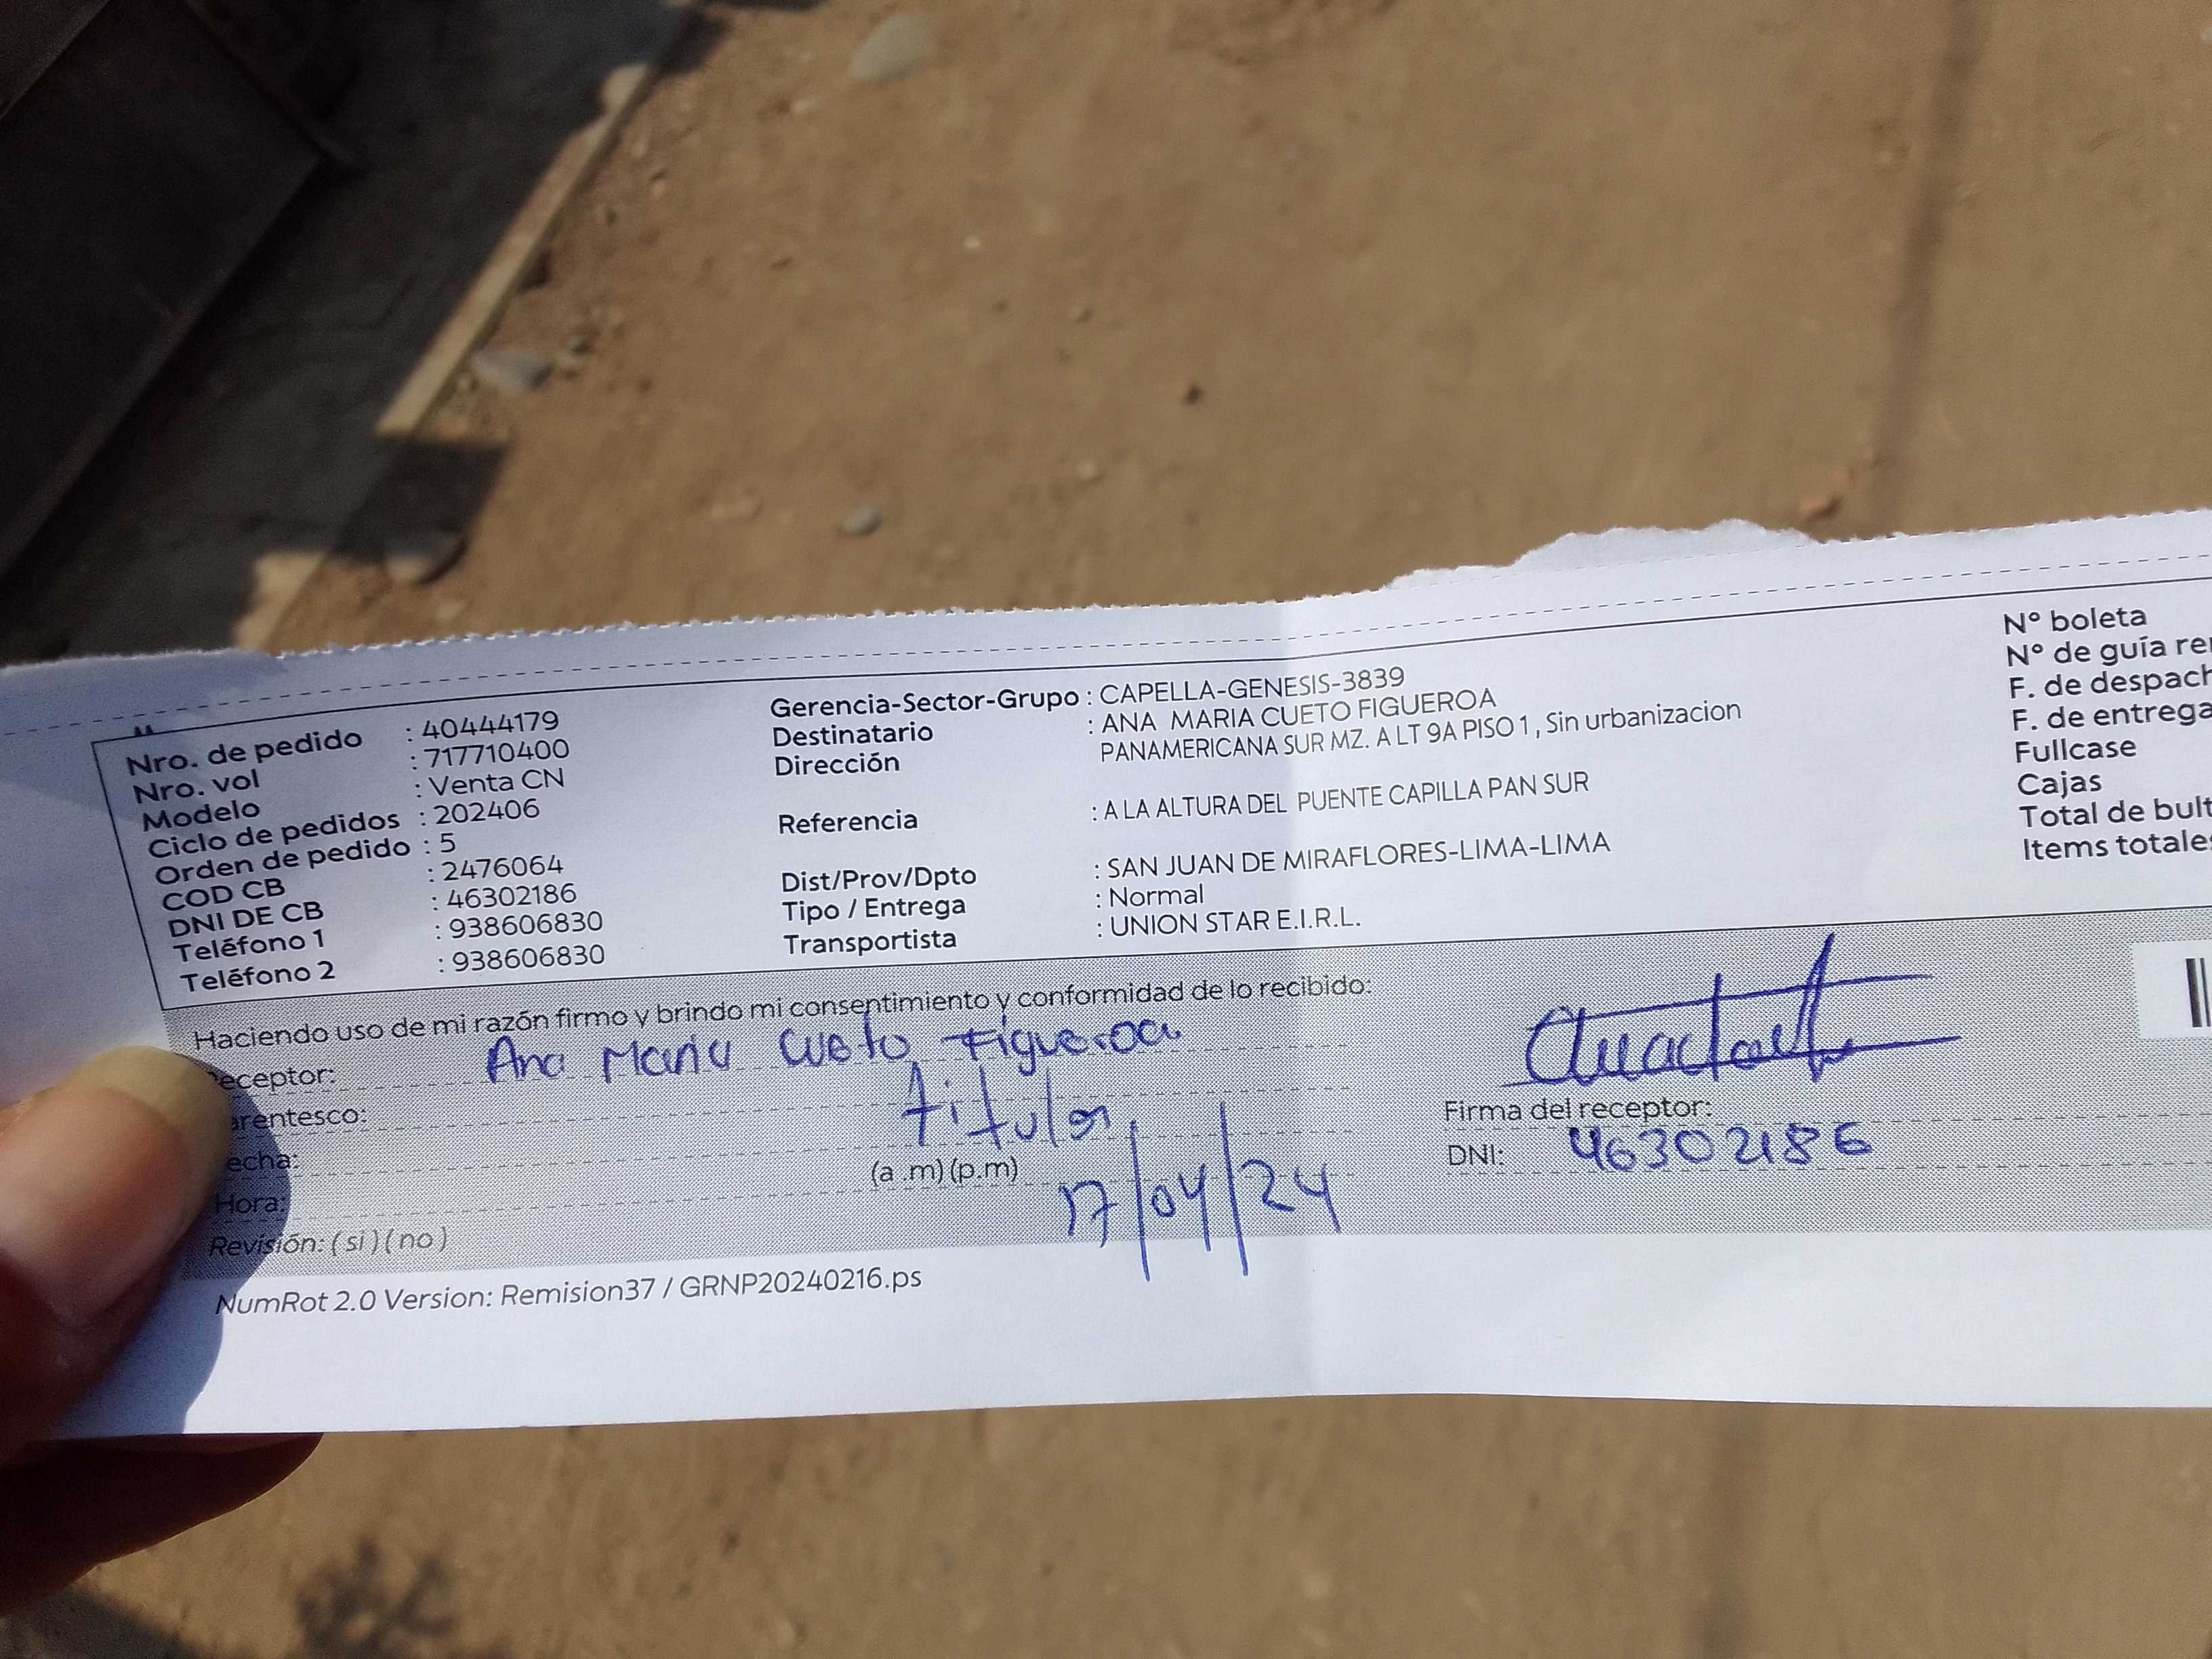 Nro. de pedido : 40444179
Nro. vol : 717710400
Modelo : Venta CN
Ciclo de pedidos : 202406
Orden de pedido : 5
COD CB : 2476064
DNI DE CB : 46302186
Teléfono 1 : 938606830
Teléfono 2 : 938606830
Gerencia-Sector-Grupo : CAPELLA-GENESIS-3839
Destinatario : ANA MARIA CUETO FIGUEROA
Dirección PANAMERICANA SUR MZ. A LT 9A PISO 1, Sin urbanizacion
Referencia : A LA ALTURA DEL PUENTE CAPILLA PAN SUR
Dist/Prov/Dpto : SAN JUAN DE MIRAFLORES-LIMA-LIMA
Tipo / Entrega : Normal
Transportista : UNION STAR E.I.R.L.
Nº boleta
Nº de guía re
F. de despach
F. de entrega
Fullcase
Cajas
Total de bult
Items totales
Haciendo uso de mi razón firmo y brindo mi consentimiento y conformidad de lo recibido:
eceptor: Ana Maria Cueto Figueroa
arentesco: titular
echa: 17/04/24
Hora: (a .m) (p.m)
Revisión: ( si ) ( no )
Firma del receptor:
DNI: 46302186
NumRot 2.0 Version: Remision37 / GRNP20240216.ps